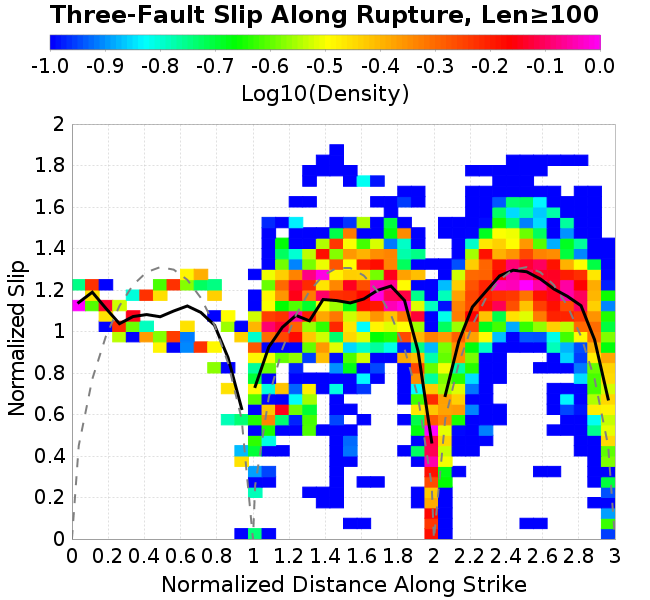 Three-Fault Slip Along Rupture, Len≥100
-1.0 -0.9 -0.8 -0.7 -0.6 -0.5 -0.4 -0.3 -0.2 -0.1 0.0
Log10(Density)
2
1.8
1.6
1.4
1.2
1
0.8
0.6
0.4
0.2
0
Normalized Slip
0 0.2 0.4 0.6 0.8 1 1.2 1.4 1.6 1.8 2 2.2 2.4 2.6 2.8 3
Normalized Distance Along Strike